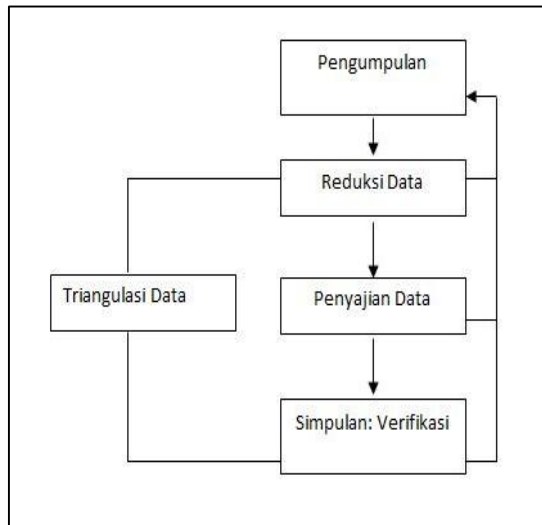 Pengumpulan
Reduksi Data
Triangulasi Data
Penyajian Data
Simpulan: Verifikasi